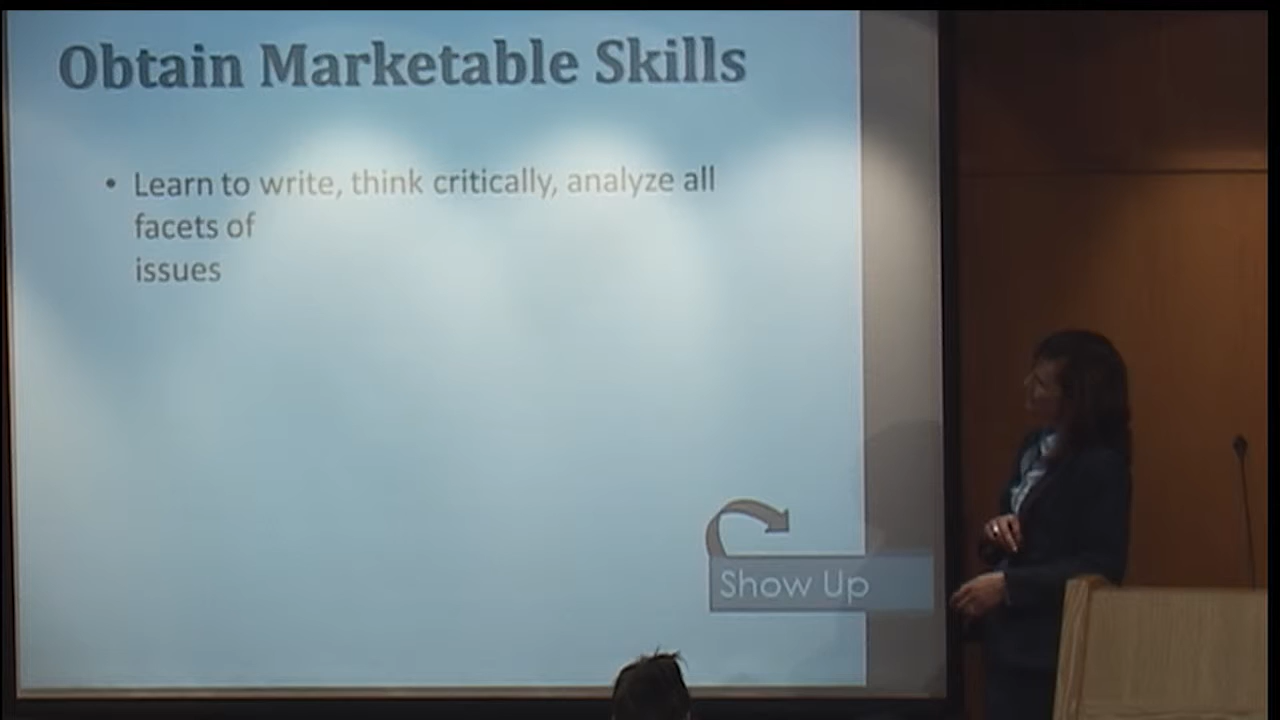 Obtain Marketable Skills
• Learn to write, think critically, analyze all
facets of
issues
Show Up